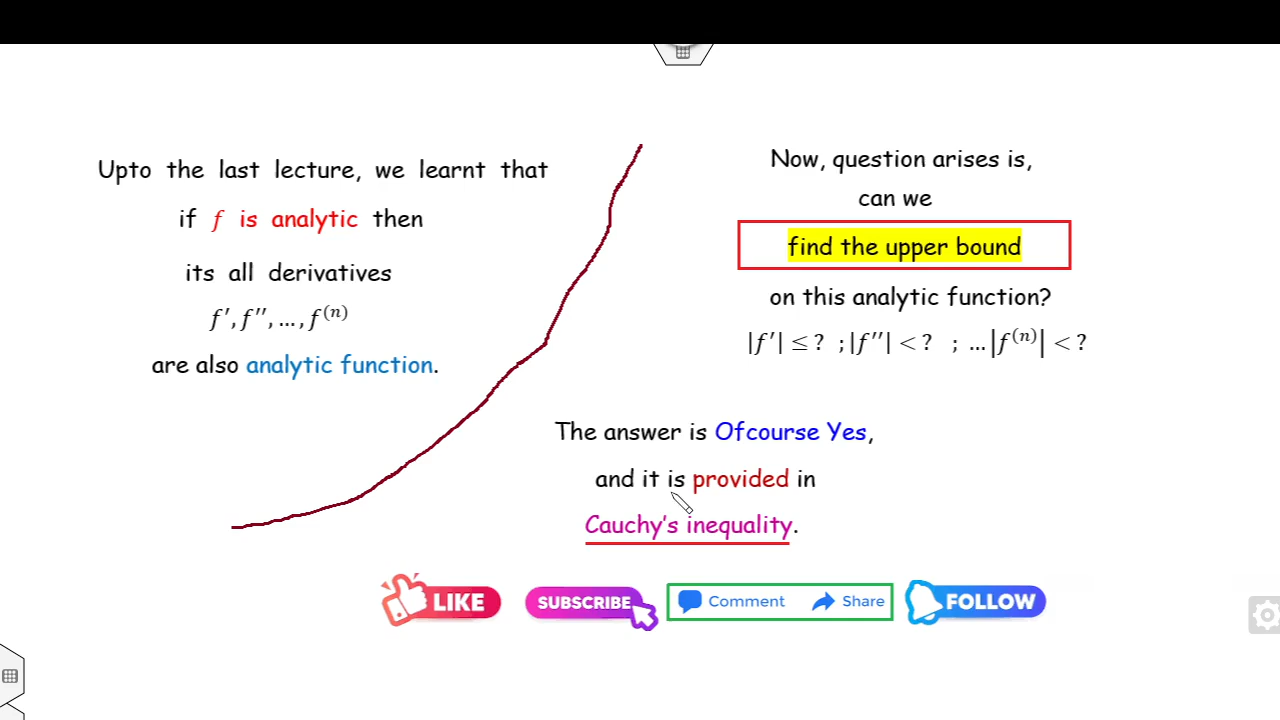 Upto the last lecture, we learnt that
if f is analytic then
its all derivatives
f′, f″, …, f⁽ⁿ⁾
are also analytic function.
Now, question arises is,
can we
find the upper bound
on this analytic function?
|f′| ≤ ? ; |f″| < ? ; … |f⁽ⁿ⁾| < ?
The answer is Ofcourse Yes,
and it is provided in
Cauchy's inequality.
LIKE
SUBSCRIBE
Comment Share
FOLLOW